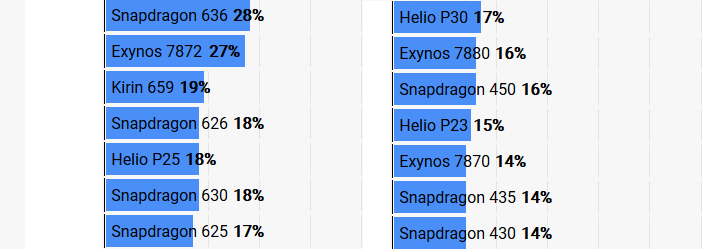 Snapdragon 636 28%
Exynos 7872 27%
Kirin 659 19%
Snapdragon 626 18%
Helio P25 18%
Snapdragon 630 18%
Snapdragon 625 17%
Helio P30 17%
Exynos 7880 16%
Snapdragon 450 16%
Helio P23 15%
Exynos 7870 14%
Snapdragon 435 14%
Snapdragon 430 14%